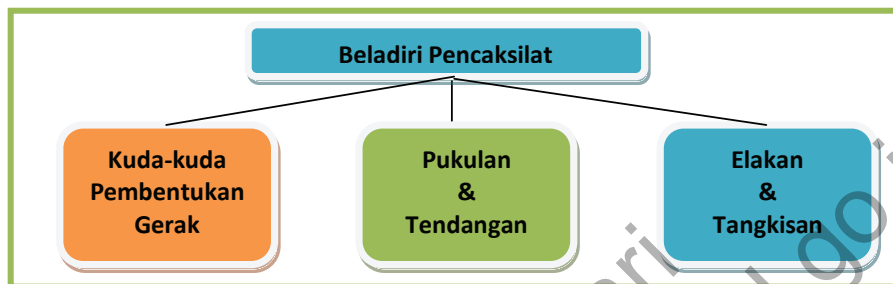 Beladiri Pencaksilat
Kuda-kuda
Pembentukan
Gerak
Pukulan
&
Tendangan
Elakan
&
Tangkisan